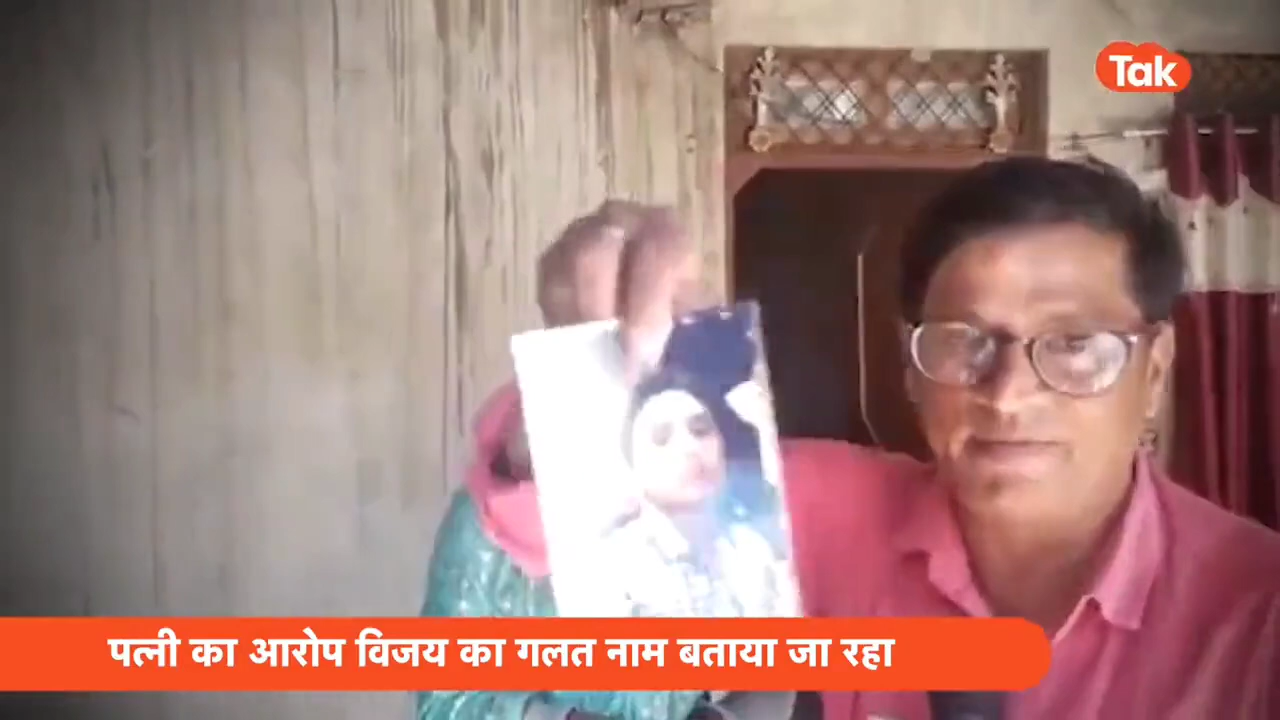 Tak
पत्नी का आरोप विजय का गलत नाम बताया जा रहा